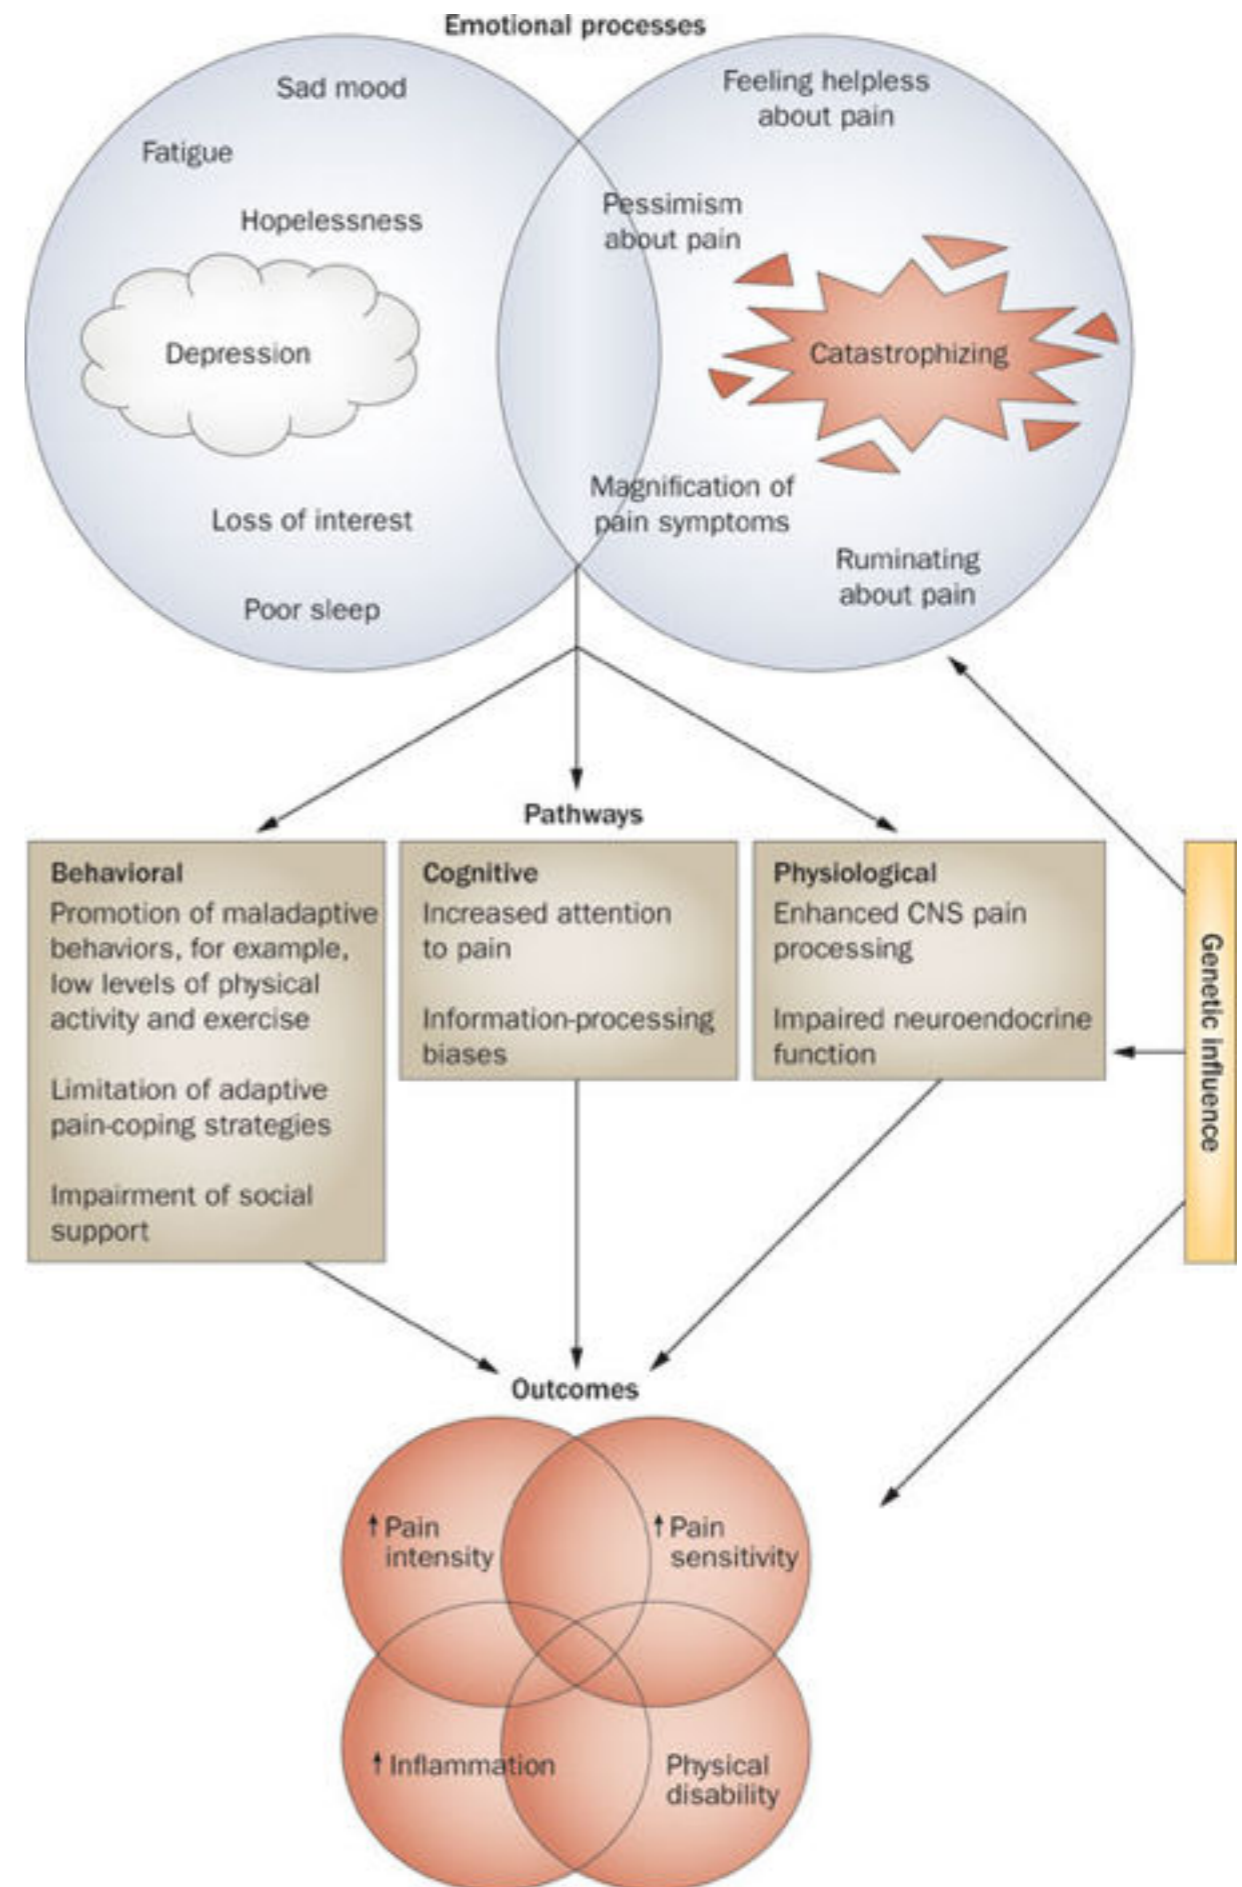 Emotional processes
Sad mood
Fatigue
Hopelessness
Depression
Loss of interest
Poor sleep
Feeling helpless
about pain
Pessimism
about pain
Catastrophizing
Magnification of
pain symptoms
Ruminating
about pain
Pathways
Behavioral
Promotion of maladaptive
behaviors, for example,
low levels of physical
activity and exercise
Limitation of adaptive
pain-coping strategies
Impairment of social
support
Cognitive
Increased attention
to pain
Information-processing
biases
Physiological
Enhanced CNS pain
processing
Impaired neuroendocrine
function
Genetic influence
Outcomes
↑ Pain
intensity
↑ Pain
sensitivity
↑ Inflammation
Physical
disability